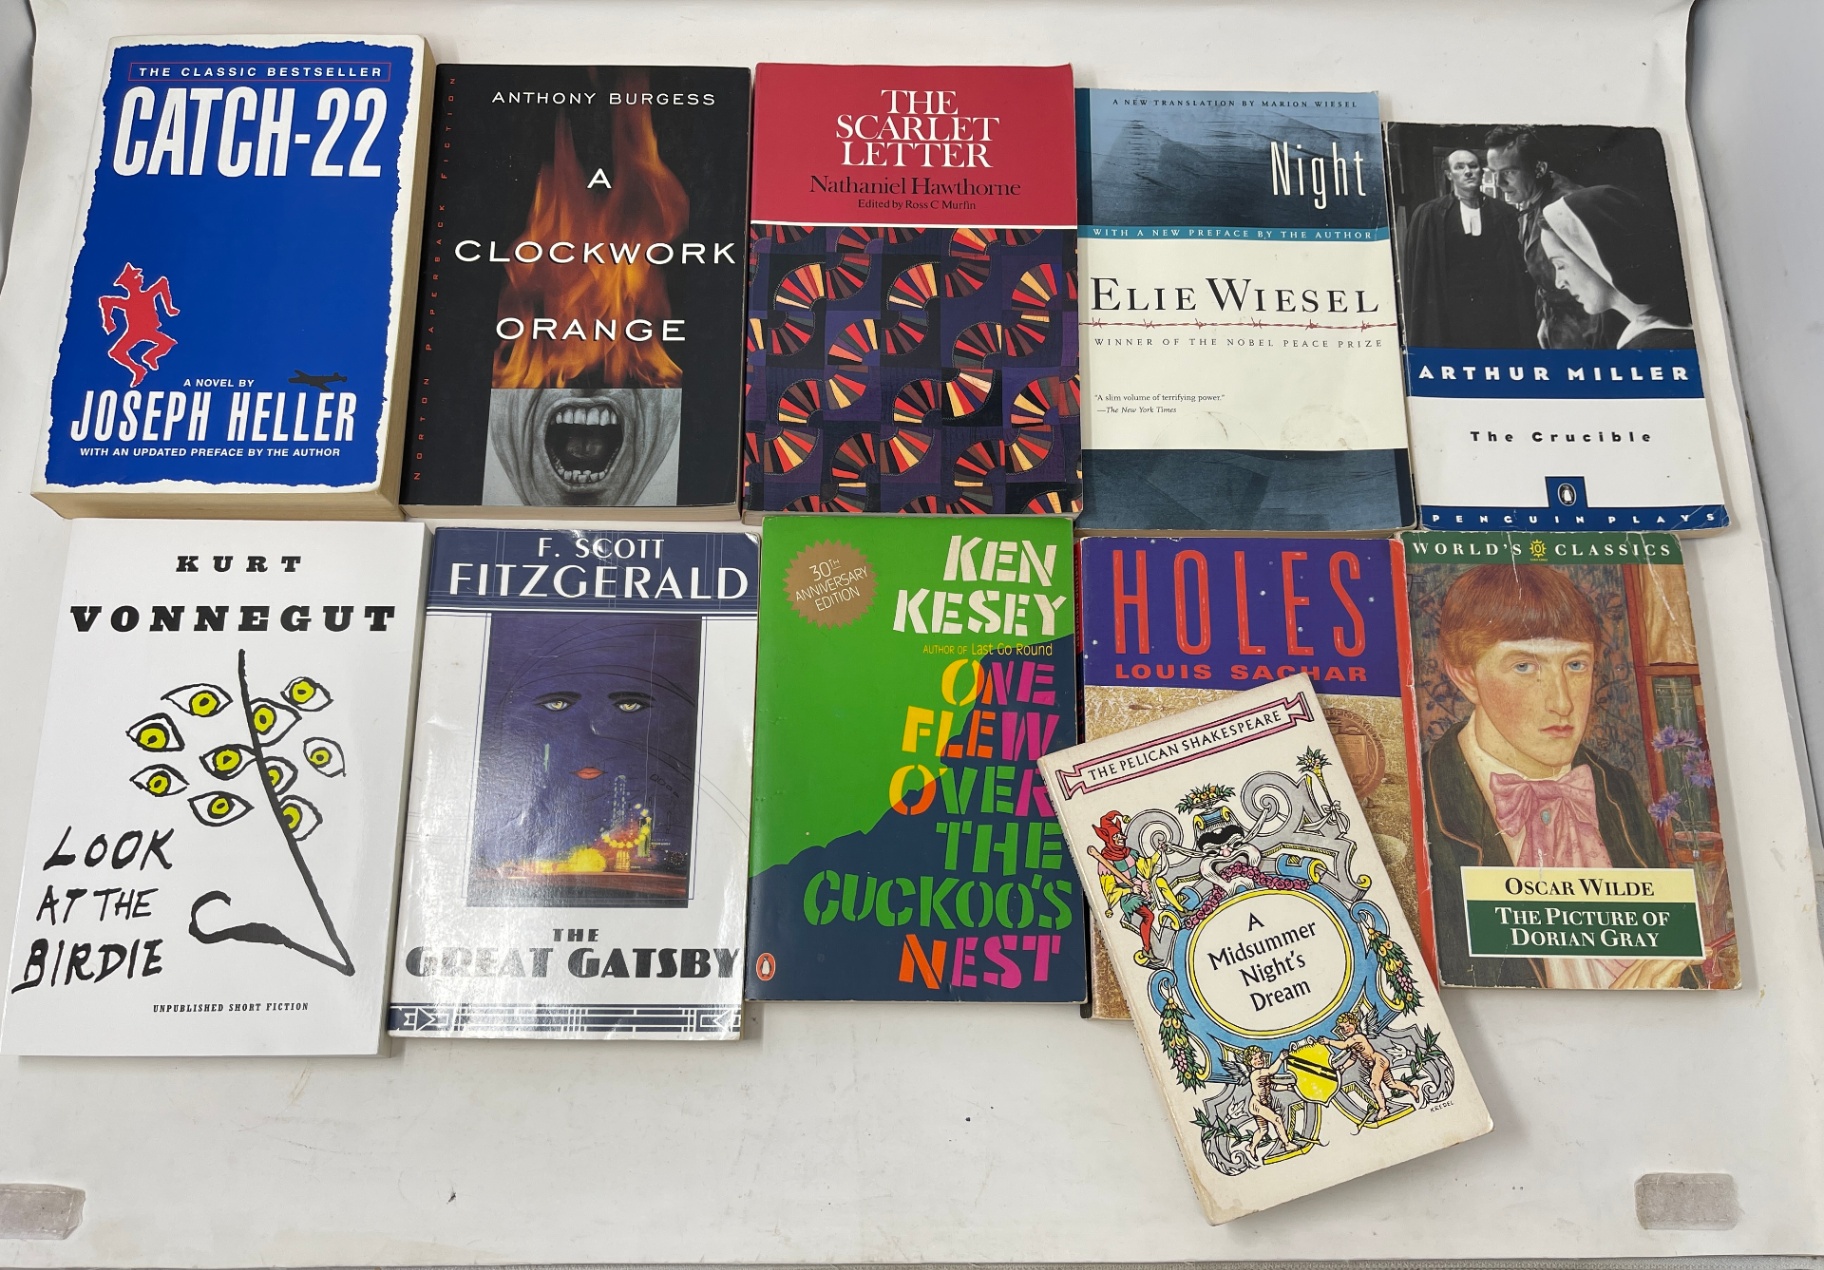 THE CLASSIC BESTSELLER
CATCH-22
A NOVEL BY
JOSEPH HELLER
WITH AN UPDATED PREFACE BY THE AUTHOR
NORTON PAPERBACK FICTION
ANTHONY BURGESS
A
CLOCKWORK
ORANGE
THE
SCARLET
LETTER
Nathaniel Hawthorne
Edited by Ross C Murfin
A NEW TRANSLATION BY MARION WIESEL
Night
WITH A NEW PREFACE BY THE AUTHOR
ELIE WIESEL
WINNER OF THE NOBEL PEACE PRIZE
"A slim volume of terrifying power."
—The New York Times
ARTHUR MILLER
The Crucible
PENGUIN PLAYS
KURT
VONNEGUT
LOOK
AT THE
BIRDIE
UNPUBLISHED SHORT FICTION
F. SCOTT
FITZGERALD
THE
GREAT GATSBY
30TH
ANNIVERSARY
EDITION
KEN
KESEY
AUTHOR OF Last Go Round
ONE
FLEW
OVER
THE
CUCKOO'S
NEST
HOLES
LOUIS SACHAR
THE PELICAN SHAKESPEARE
A
Midsummer
Night's
Dream
KREDEL
WORLD'S CLASSICS
OSCAR WILDE
THE PICTURE OF
DORIAN GRAY